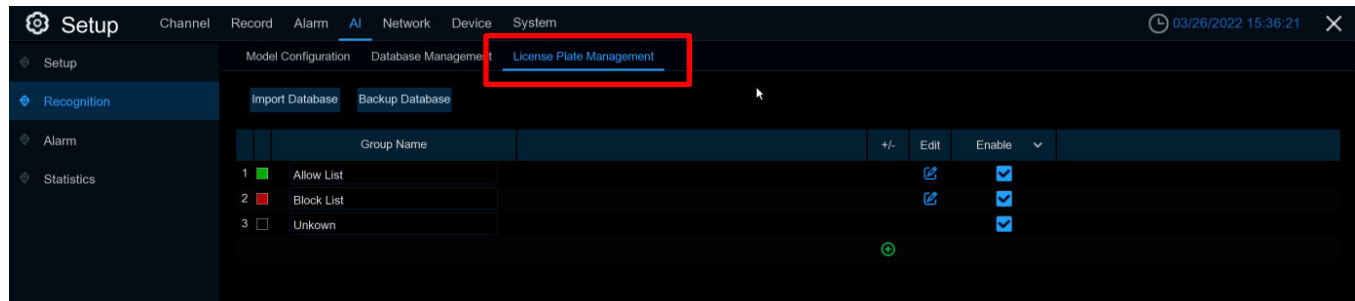 Setup Channel Record Alarm AI Network Device System 03/26/2022 15:36:21
Setup
Recognition
Alarm
Statistics
Model Configuration Database Management License Plate Management
Import Database Backup Database
Group Name +/- Edit Enable
1 Allow List
2 Block List
3 Unkown